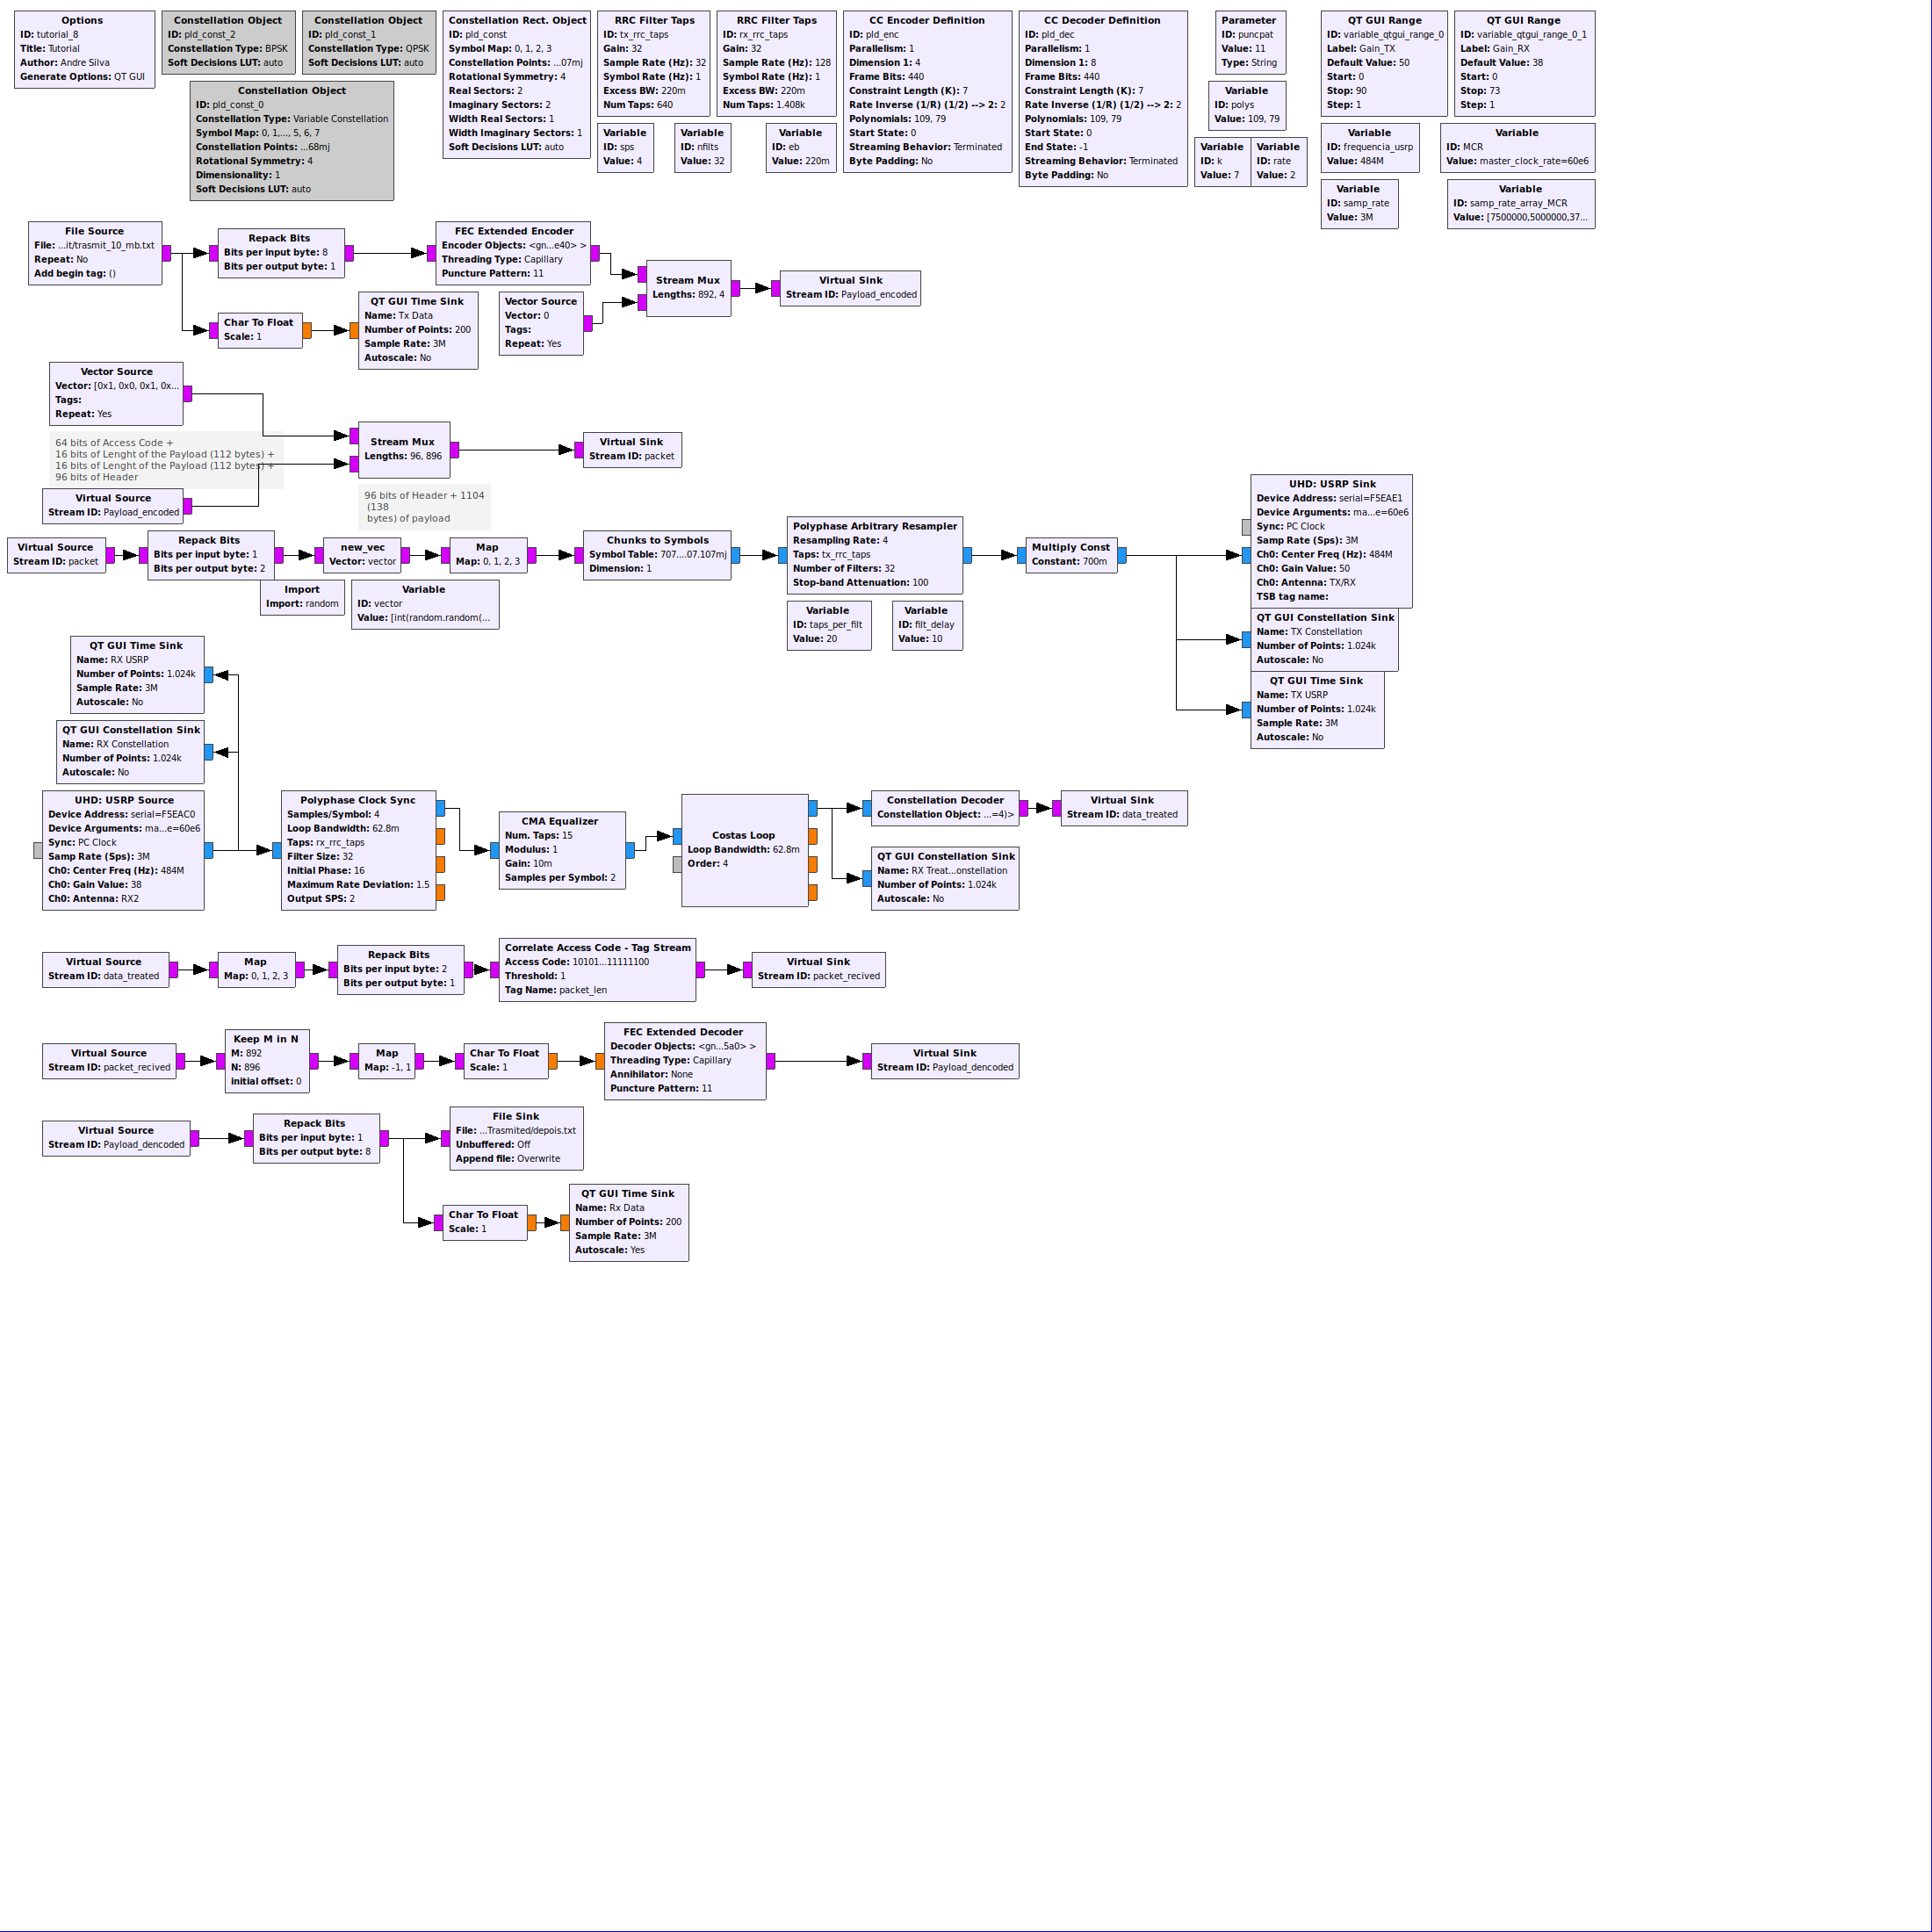 Options
ID: tutorial_8
Title: Tutorial
Author: Andre Silva
Generate Options: QT GUI
Constellation Object
ID: pld_const_2
Constellation Type: BPSK
Soft Decisions LUT: auto
Constellation Object
ID: pld_const_1
Constellation Type: QPSK
Soft Decisions LUT: auto
Constellation Object
ID: pld_const_0
Constellation Type: Variable Constellation
Symbol Map: 0, 1,..., 5, 6, 7
Constellation Points: ...68mj
Rotational Symmetry: 4
Dimensionality: 1
Soft Decisions LUT: auto
Constellation Rect. Object
ID: pld_const
Symbol Map: 0, 1, 2, 3
Constellation Points: ...07mj
Rotational Symmetry: 4
Real Sectors: 2
Imaginary Sectors: 2
Width Real Sectors: 1
Width Imaginary Sectors: 1
Soft Decisions LUT: auto
RRC Filter Taps
ID: tx_rrc_taps
Gain: 32
Sample Rate (Hz): 32
Symbol Rate (Hz): 1
Excess BW: 220m
Num Taps: 640
RRC Filter Taps
ID: rx_rrc_taps
Gain: 32
Sample Rate (Hz): 128
Symbol Rate (Hz): 1
Excess BW: 220m
Num Taps: 1.408k
Variable
ID: sps
Value: 4
Variable
ID: nfilts
Value: 32
Variable
ID: eb
Value: 220m
CC Encoder Definition
ID: pld_enc
Parallelism: 1
Dimension 1: 4
Frame Bits: 440
Constraint Length (K): 7
Rate Inverse (1/R) (1/2) --> 2: 2
Polynomials: 109, 79
Start State: 0
Streaming Behavior: Terminated
Byte Padding: No
CC Decoder Definition
ID: pld_dec
Parallelism: 1
Dimension 1: 8
Frame Bits: 440
Constraint Length (K): 7
Rate Inverse (1/R) (1/2) --> 2: 2
Polynomials: 109, 79
Start State: 0
End State: -1
Streaming Behavior: Terminated
Byte Padding: No
Parameter
ID: puncpat
Value: 11
Type: String
Variable
ID: polys
Value: 109, 79
Variable
ID: k
Value: 7
Variable
ID: rate
Value: 2
QT GUI Range
ID: variable_qtgui_range_0
Label: Gain_TX
Default Value: 50
Start: 0
Stop: 90
Step: 1
QT GUI Range
ID: variable_qtgui_range_0_1
Label: Gain_RX
Default Value: 38
Start: 0
Stop: 73
Step: 1
Variable
ID: frequencia_usrp
Value: 484M
Variable
ID: MCR
Value: master_clock_rate=60e6
Variable
ID: samp_rate
Value: 3M
Variable
ID: samp_rate_array_MCR
Value: [7500000,5000000,37...
File Source
File: ...it/trasmit_10_mb.txt
Repeat: No
Add begin tag: ()
Repack Bits
Bits per input byte: 8
Bits per output byte: 1
FEC Extended Encoder
Encoder Objects: <gn...e40> >
Threading Type: Capillary
Puncture Pattern: 11
Stream Mux
Lengths: 892, 4
Virtual Sink
Stream ID: Payload_encoded
Char To Float
Scale: 1
QT GUI Time Sink
Name: Tx Data
Number of Points: 200
Sample Rate: 3M
Autoscale: No
Vector Source
Vector: 0
Tags:
Repeat: Yes
Vector Source
Vector: [0x1, 0x0, 0x1, 0x...
Tags:
Repeat: Yes
64 bits of Access Code +
16 bits of Lenght of the Payload (112 bytes) +
16 bits of Lenght of the Payload (112 bytes) +
96 bits of Header
Virtual Source
Stream ID: Payload_encoded
Stream Mux
Lengths: 96, 896
Virtual Sink
Stream ID: packet
96 bits of Header + 1104
(138
bytes) of payload
Virtual Source
Stream ID: packet
Repack Bits
Bits per input byte: 1
Bits per output byte: 2
new_vec
Vector: vector
Map
Map: 0, 1, 2, 3
Chunks to Symbols
Symbol Table: 707....07.107mj
Dimension: 1
Polyphase Arbitrary Resampler
Resampling Rate: 4
Taps: tx_rrc_taps
Number of Filters: 32
Stop-band Attenuation: 100
Multiply Const
Constant: 700m
UHD: USRP Sink
Device Address: serial=F5EAE1
Device Arguments: ma...e=60e6
Sync: PC Clock
Samp Rate (Sps): 3M
Ch0: Center Freq (Hz): 484M
Ch0: Gain Value: 50
Ch0: Antenna: TX/RX
TSB tag name:
Import
Import: random
Variable
ID: vector
Value: [int(random.random(...
Variable
ID: taps_per_filt
Value: 20
Variable
ID: filt_delay
Value: 10
QT GUI Constellation Sink
Name: TX Constellation
Number of Points: 1.024k
Autoscale: No
QT GUI Time Sink
Name: TX USRP
Number of Points: 1.024k
Sample Rate: 3M
Autoscale: No
QT GUI Time Sink
Name: RX USRP
Number of Points: 1.024k
Sample Rate: 3M
Autoscale: No
QT GUI Constellation Sink
Name: RX Constellation
Number of Points: 1.024k
Autoscale: No
UHD: USRP Source
Device Address: serial=F5EAC0
Device Arguments: ma...e=60e6
Sync: PC Clock
Samp Rate (Sps): 3M
Ch0: Center Freq (Hz): 484M
Ch0: Gain Value: 38
Ch0: Antenna: RX2
Polyphase Clock Sync
Samples/Symbol: 4
Loop Bandwidth: 62.8m
Taps: rx_rrc_taps
Filter Size: 32
Initial Phase: 16
Maximum Rate Deviation: 1.5
Output SPS: 2
CMA Equalizer
Num. Taps: 15
Modulus: 1
Gain: 10m
Samples per Symbol: 2
Costas Loop
Loop Bandwidth: 62.8m
Order: 4
Constellation Decoder
Constellation Object: ...=4)>
Virtual Sink
Stream ID: data_treated
QT GUI Constellation Sink
Name: RX Treat...onstellation
Number of Points: 1.024k
Autoscale: No
Virtual Source
Stream ID: data_treated
Map
Map: 0, 1, 2, 3
Repack Bits
Bits per input byte: 2
Bits per output byte: 1
Correlate Access Code - Tag Stream
Access Code: 10101...11111100
Threshold: 1
Tag Name: packet_len
Virtual Sink
Stream ID: packet_recived
Virtual Source
Stream ID: packet_recived
Keep M in N
M: 892
N: 896
initial offset: 0
Map
Map: -1, 1
Char To Float
Scale: 1
FEC Extended Decoder
Decoder Objects: <gn...5a0> >
Threading Type: Capillary
Annihilator: None
Puncture Pattern: 11
Virtual Sink
Stream ID: Payload_dencoded
Virtual Source
Stream ID: Payload_dencoded
Repack Bits
Bits per input byte: 1
Bits per output byte: 8
File Sink
File: ...Trasmited/depois.txt
Unbuffered: Off
Append file: Overwrite
Char To Float
Scale: 1
QT GUI Time Sink
Name: Rx Data
Number of Points: 200
Sample Rate: 3M
Autoscale: Yes